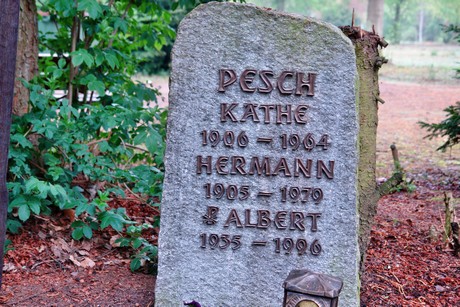 PESCH
KÄTHE
1906 - 1964
HERMANN
1905 - 1979
& ALBERT
1955 - 1996